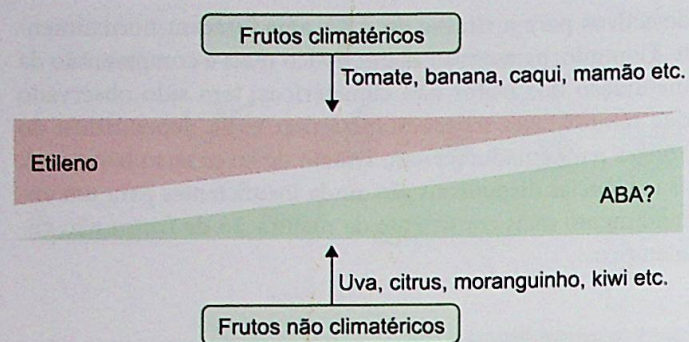 Frutos climatéricos
Tomate, banana, caqui, mamão etc.
Etileno
ABA?
Uva, citrus, moranguinho, kiwi etc.
Frutos não climatéricos